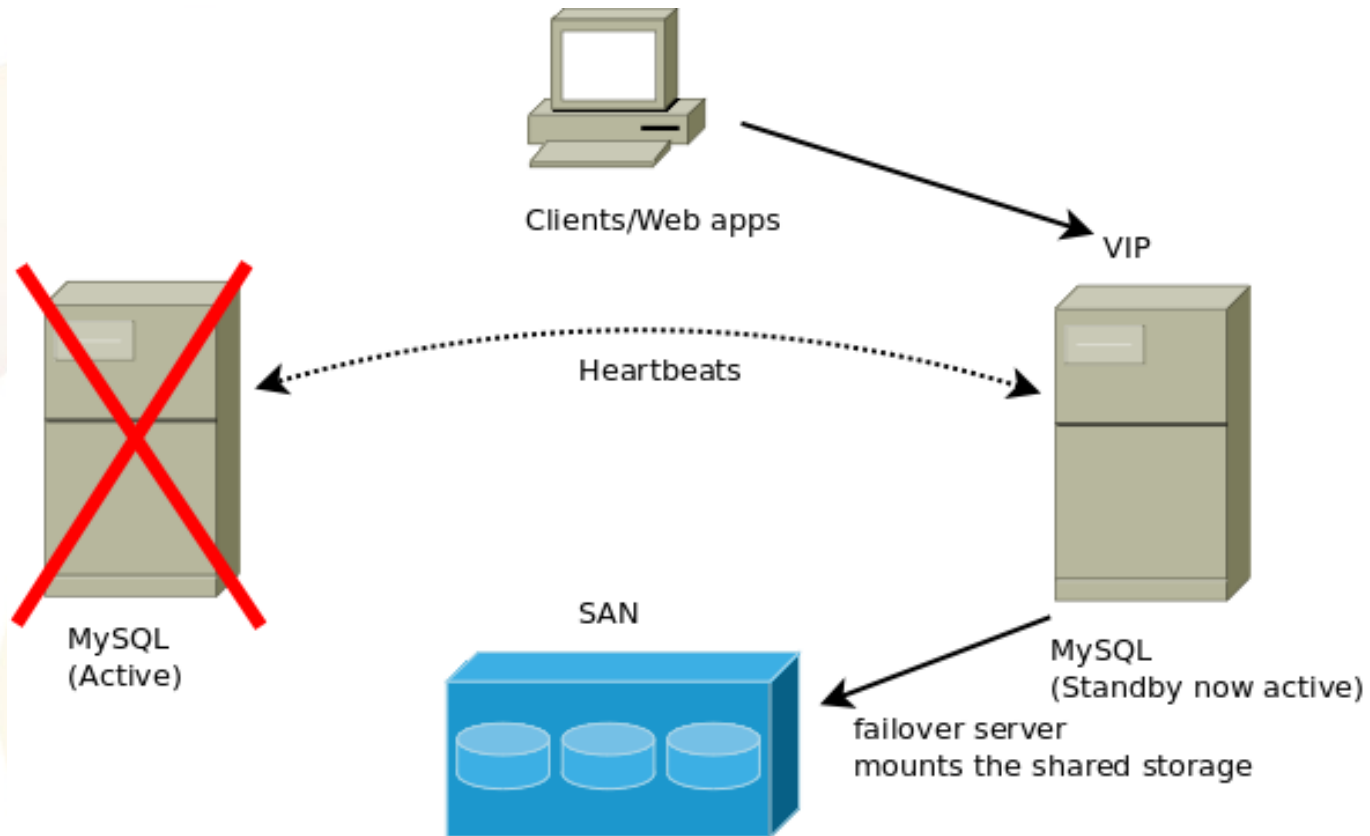 Clients/Web apps
VIP
Heartbeats
SAN
MySQL
(Active)
MySQL
(Standby now active)
failover server
mounts the shared storage